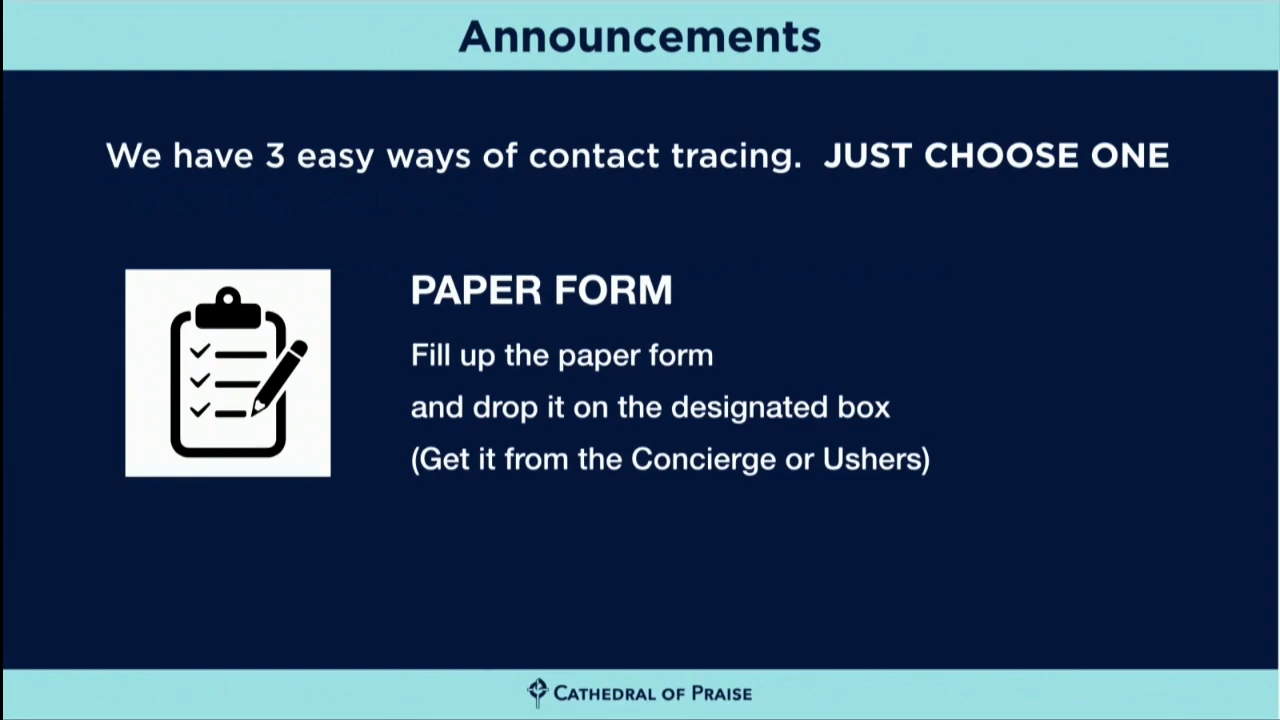 Announcements
We have 3 easy ways of contact tracing. JUST CHOOSE ONE
PAPER FORM
Fill up the paper form
and drop it on the designated box
(Get it from the Concierge or Ushers)
CATHEDRAL OF PRAISE